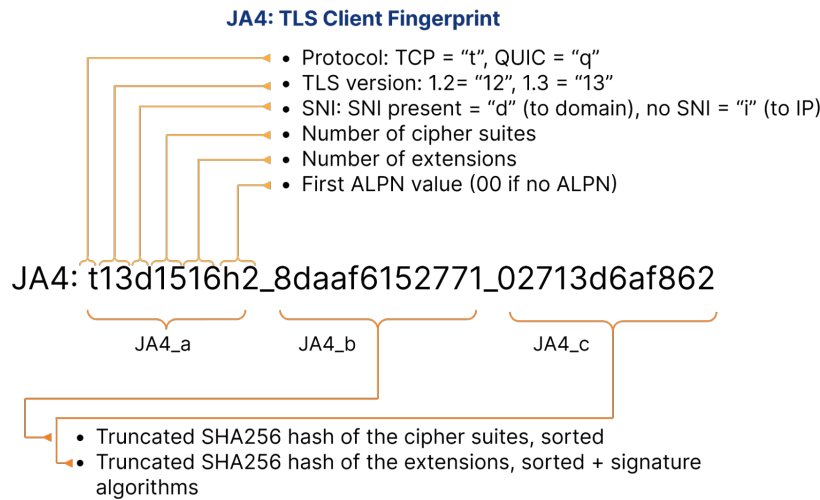 JA4: TLS Client Fingerprint
• Protocol: TCP = “t”, QUIC = “q”
• TLS version: 1.2= “12”, 1.3 = “13”
• SNI: SNI present = “d” (to domain), no SNI = “i” (to IP)
• Number of cipher suites
• Number of extensions
• First ALPN value (00 if no ALPN)
JA4: t13d1516h2_8daaf6152771_02713d6af862
JA4_a JA4_b JA4_c
• Truncated SHA256 hash of the cipher suites, sorted
• Truncated SHA256 hash of the extensions, sorted + signature
algorithms